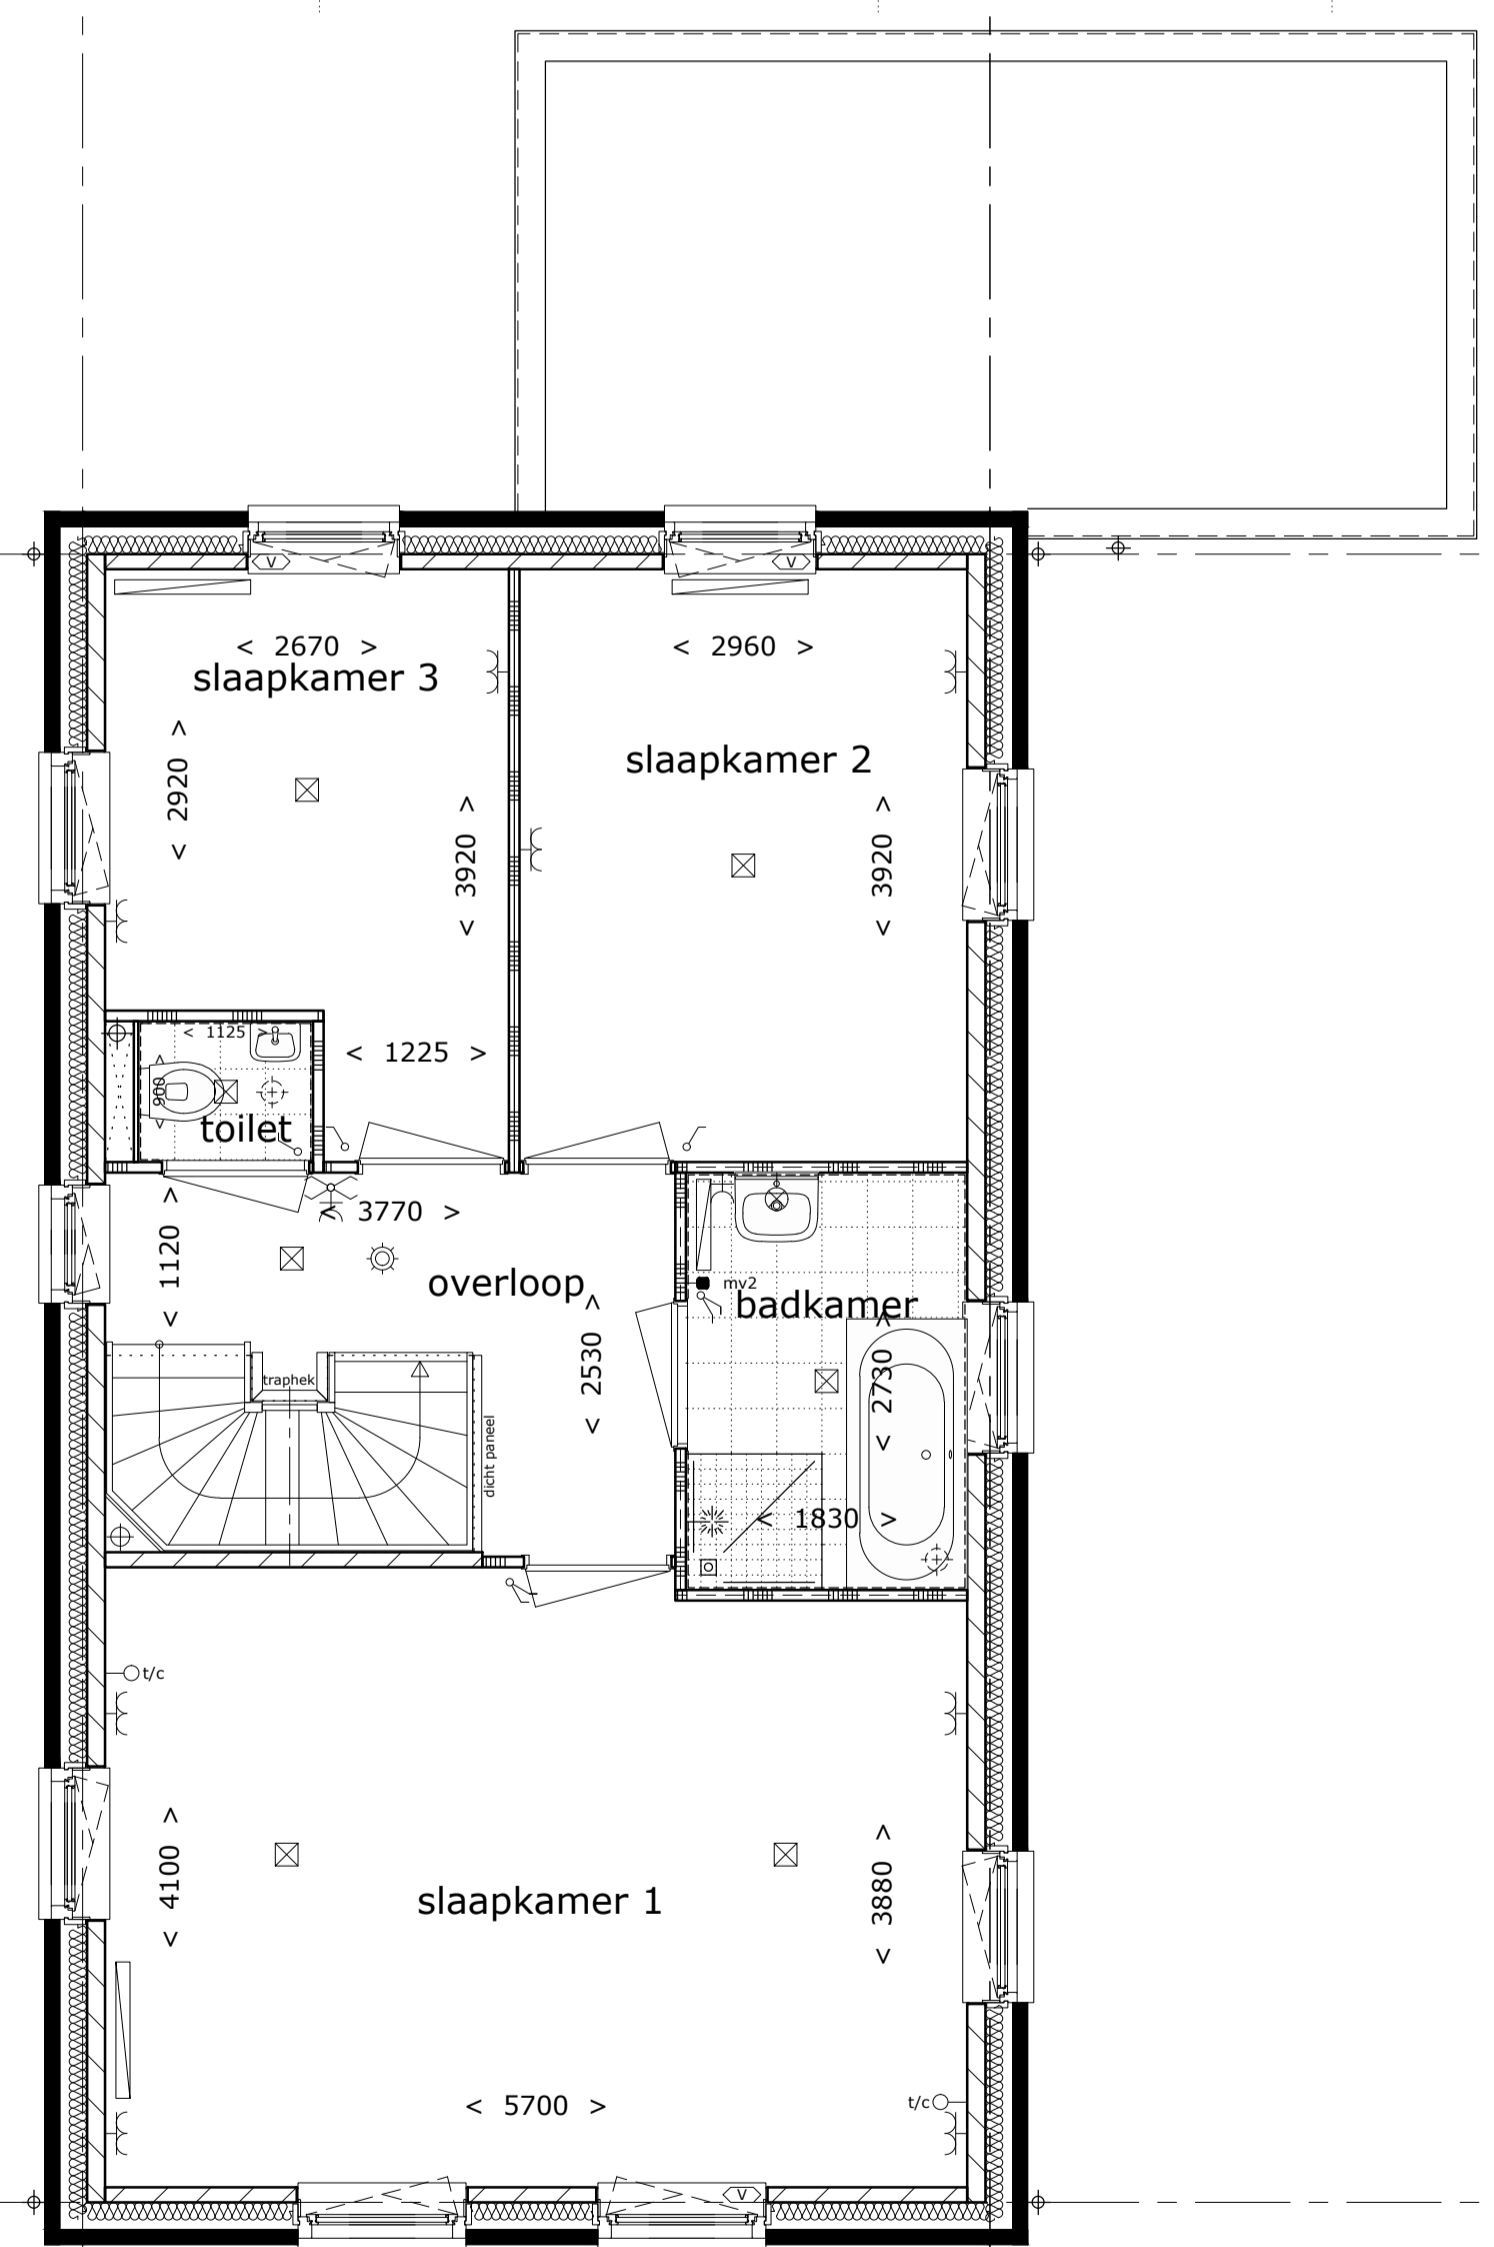 V
V
< 2670 >
< 2960 >
slaapkamer 3
slaapkamer 2
< 2920 >
< 3920 >
< 3920 >
< 1125 >
< 1225 >
< 900 >
toilet
< 3770 >
< 1120 >
overloop
mv2
badkamer
< 2530 >
< 2730 >
traphek
dicht paneel
< 1830 >
t/c
< 4100 >
< 3880 >
slaapkamer 1
< 5700 >
t/c
V